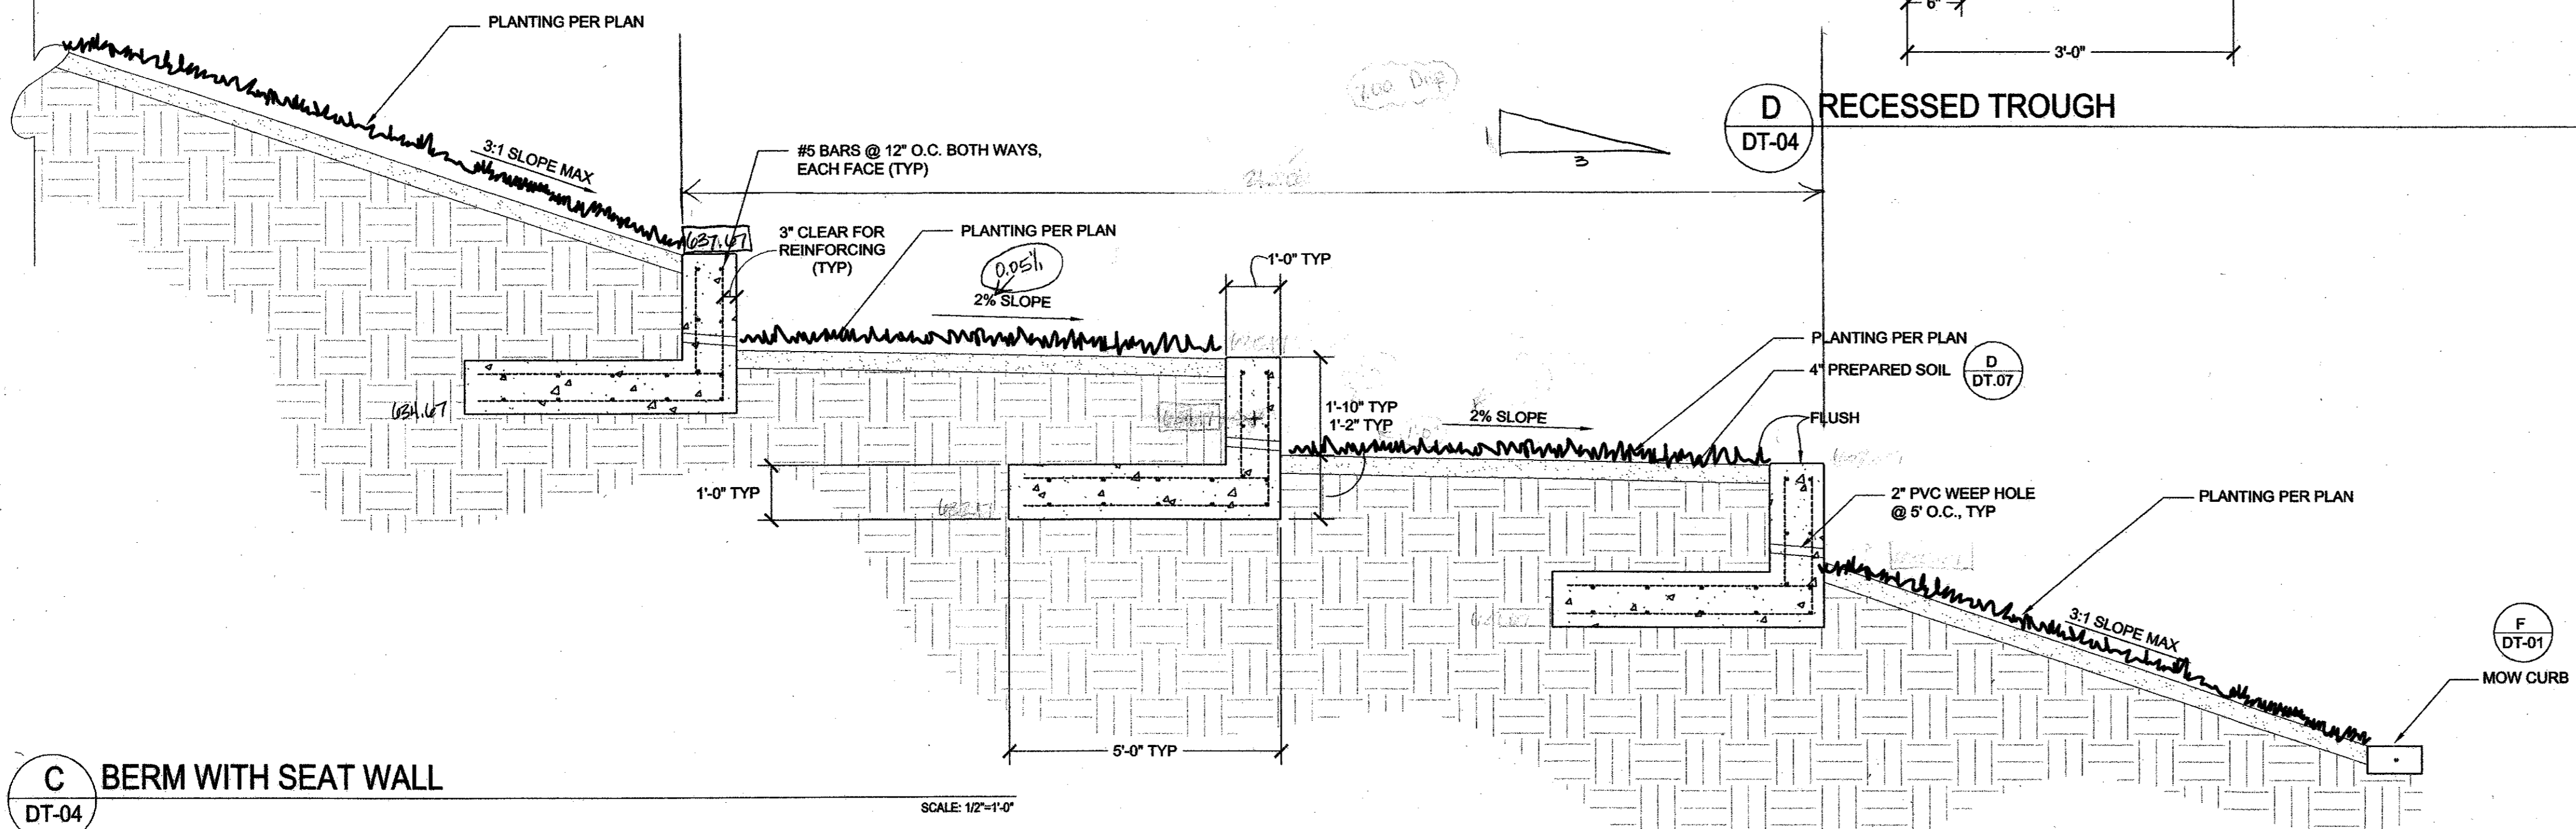 PLANTING PER PLAN
6"
3'-0"
D
DT-04
RECESSED TROUGH
1
3
3:1 SLOPE MAX
#5 BARS @ 12" O.C. BOTH WAYS,
EACH FACE (TYP)
637.67
3" CLEAR FOR
REINFORCING
(TYP)
PLANTING PER PLAN
0.05%
2% SLOPE
1'-0" TYP
634.67
PLANTING PER PLAN
4" PREPARED SOIL
D
DT.07
1'-10" TYP
1'-2" TYP
2% SLOPE
FLUSH
1'-0" TYP
2" PVC WEEP HOLE
@ 5' O.C., TYP
PLANTING PER PLAN
3:1 SLOPE MAX
F
DT-01
MOW CURB
5'-0" TYP
C
DT-04
BERM WITH SEAT WALL
SCALE: 1/2"=1'-0"